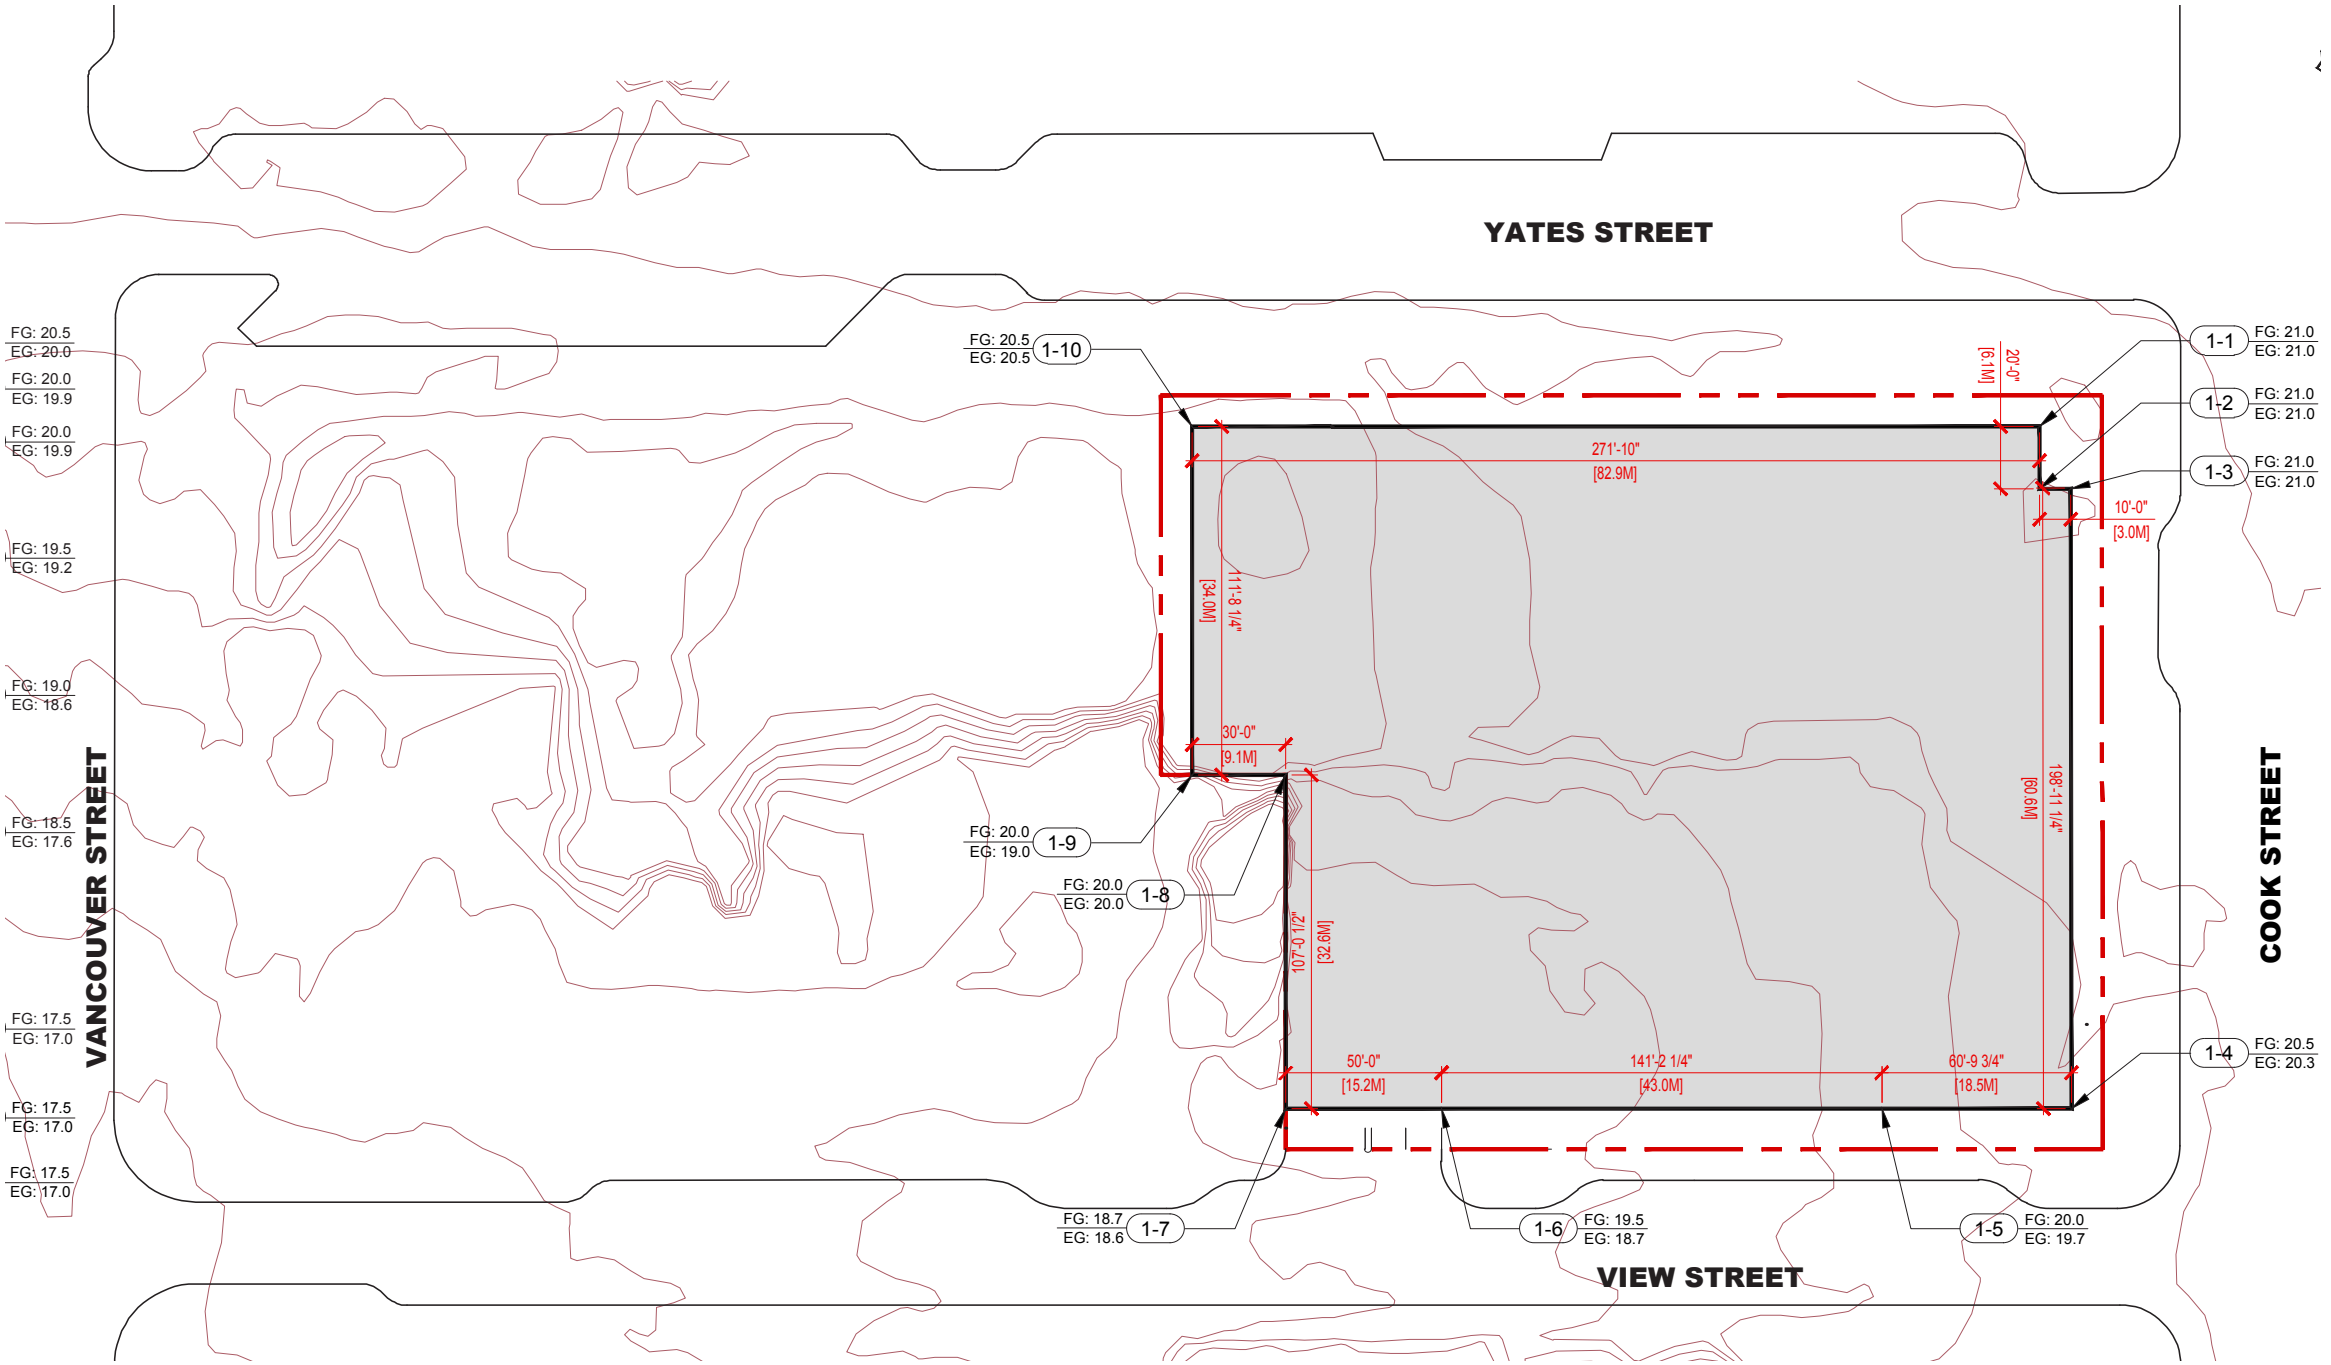 YATES STREET
FG: 20.5
EG: 20.0
FG: 20.0
EG: 19.9
FG: 20.0
EG: 19.9
FG: 19.5
EG: 19.2
FG: 19.0
EG: 18.6
FG: 18.5
EG: 17.6
FG: 17.5
EG: 17.0
FG: 17.5
EG: 17.0
FG: 17.5
EG: 17.0
VANCOUVER STREET
FG: 20.5
EG: 20.5
1-10
1-1
FG: 21.0
EG: 21.0
20'-0"
[6.1M]
1-2
FG: 21.0
EG: 21.0
1-3
FG: 21.0
EG: 21.0
271'-10"
[82.9M]
10'-0"
[3.0M]
111'-8 1/4"
[34.0M]
30'-0"
[9.1M]
198'-11 1/4"
[60.6M]
COOK STREET
FG: 20.0
EG: 19.0
1-9
FG: 20.0
EG: 20.0
1-8
107'-0 1/2"
[32.6M]
50'-0"
[15.2M]
141'-2 1/4"
[43.0M]
60'-9 3/4"
[18.5M]
1-4
FG: 20.5
EG: 20.3
FG: 18.7
EG: 18.6
1-7
1-6
FG: 19.5
EG: 18.7
1-5
FG: 20.0
EG: 19.7
VIEW STREET